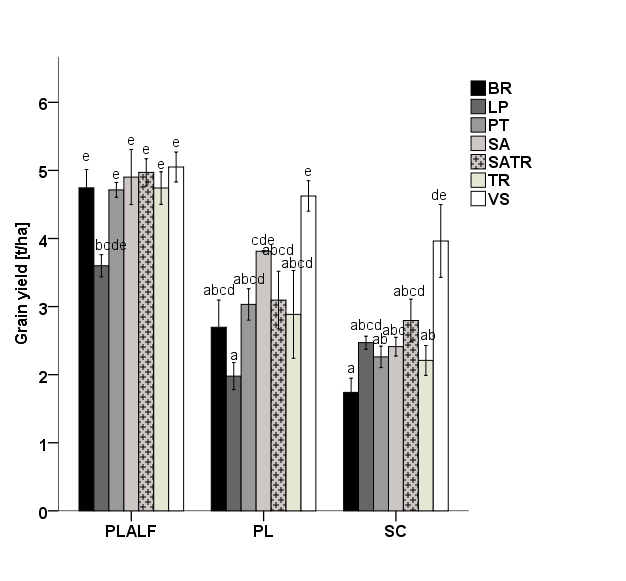 Grain yield [t/ha]
6
5
4
3
2
1
0
e
bcde
e
e
e
e
e
abcd
a
abcd
cde
abcd
abcd
e
a
abcd
ab
abc
abcd
ab
de
PLALF
PL
SC
BR
LP
PT
SA
SATR
TR
VS